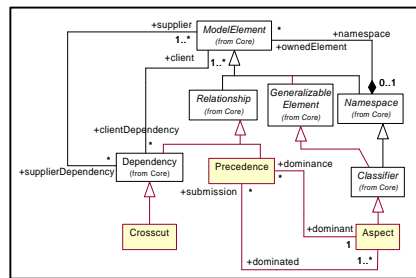 +supplier
ModelElement
(from Core)
*
+namespace
+ownedElement
1..*
+client
1..*
0..1
Relationship
(from Core)
Generalizable
Element
(from Core)
Namespace
(from Core)
+clientDependency
*
*
Dependency
(from Core)
+supplierDependency
Precedence
+dominance
*
+submission
*
Classifier
(from Core)
Crosscut
+dominant
1
Aspect
+dominated
1..*